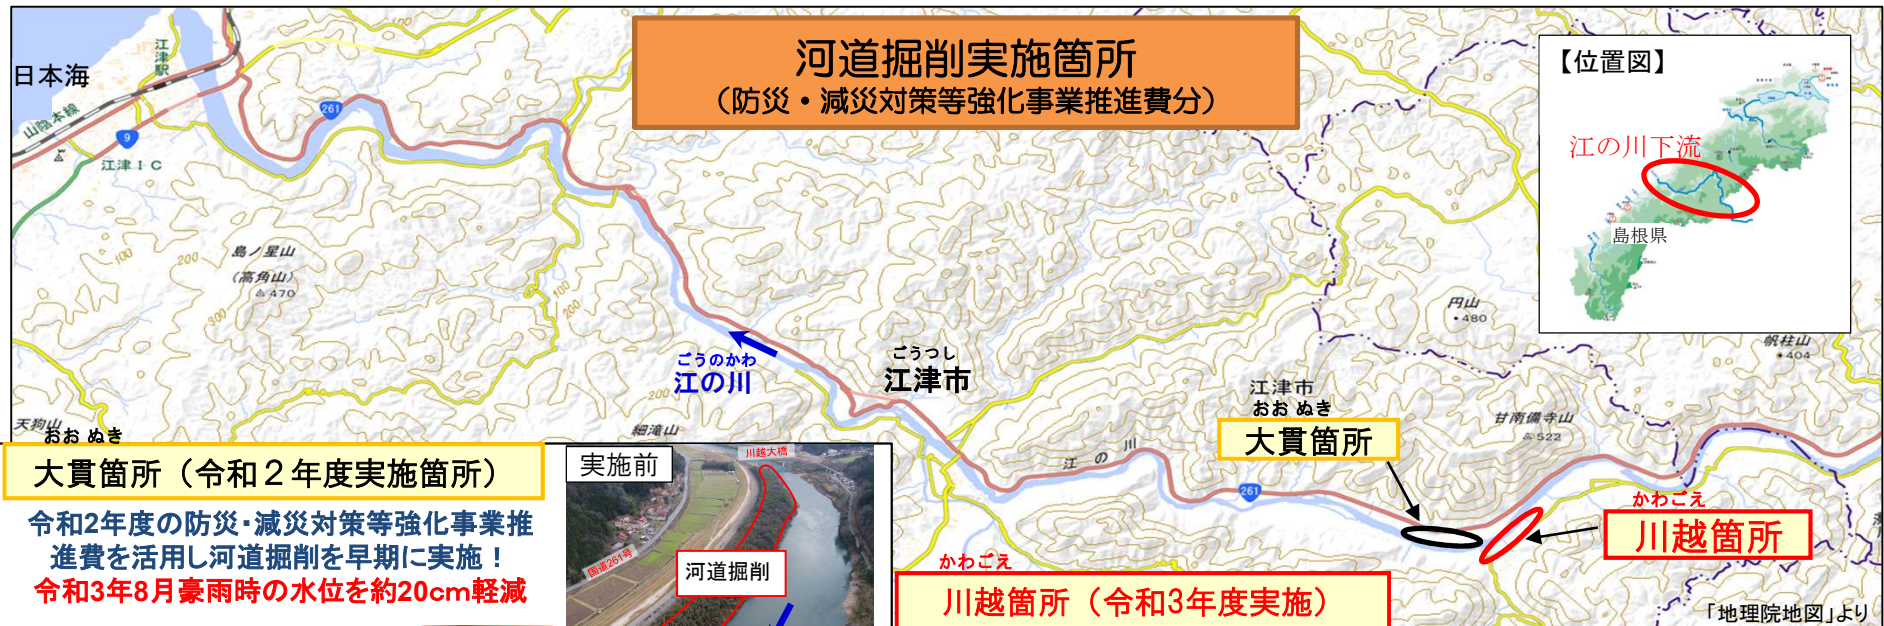 河道掘削実施箇所
（防災・減災対策等強化事業推進費分）
【位置図】
江の川下流
島根県
日本海
江津駅
山陰本線
9
261
江津ＩＣ
島ノ星山
（高角山）
470
100
200
300
100
200
ごうのかわ
江の川
ごうつし
江津市
200
円山
480
帆柱山
404
江津市
おお ぬき
大貫箇所
甘南備寺山
522
天狗山
細滝山
江の川
261
かわごえ
川越箇所
おお ぬき
大貫箇所（令和２年度実施箇所）
令和2年度の防災・減災対策等強化事業推
進費を活用し河道掘削を早期に実施！
令和3年8月豪雨時の水位を約20cm軽減
実施前
川越大橋
国道261号
河道掘削
かわごえ
川越箇所（令和3年度実施）
「地理院地図」より